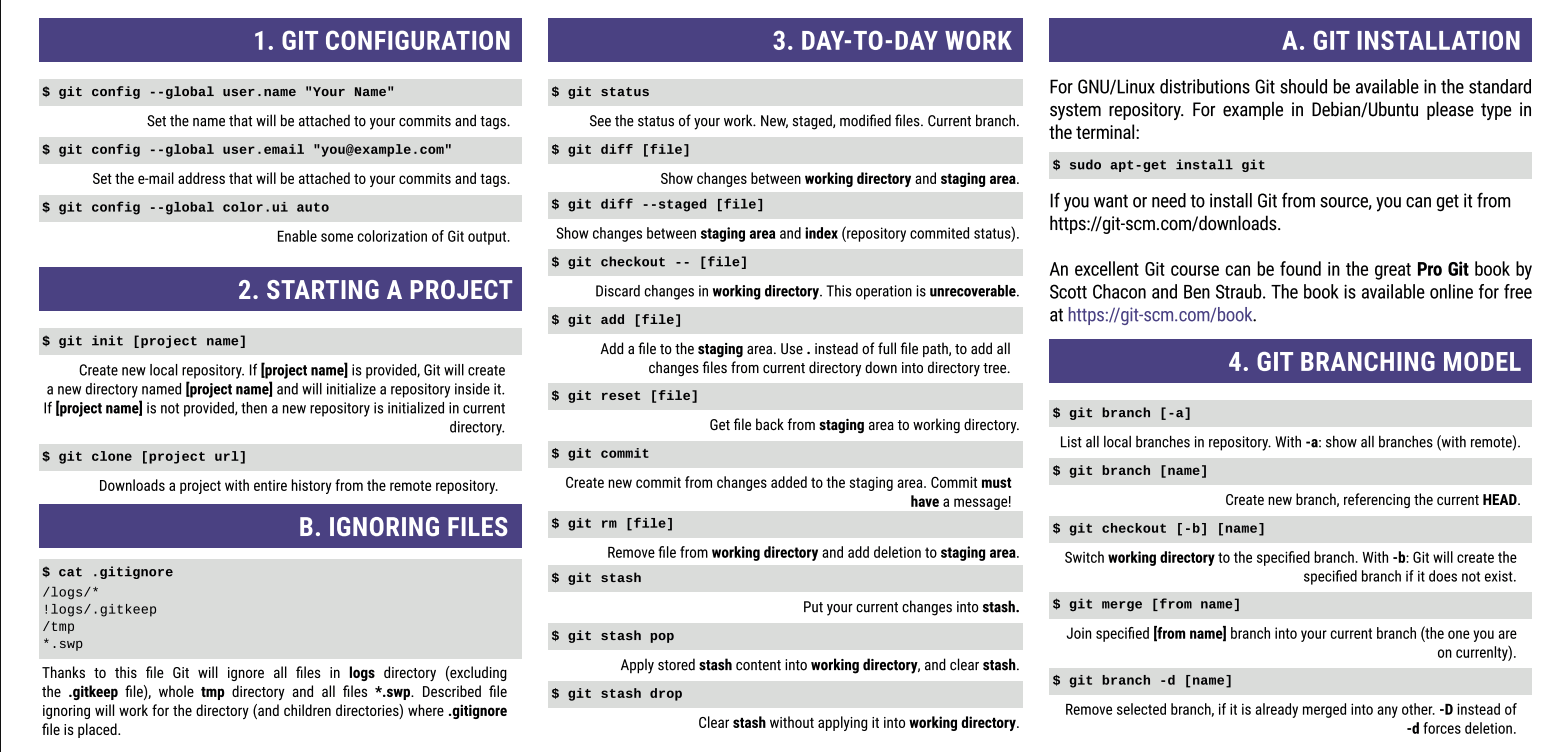 1. GIT CONFIGURATION
$ git config --global user.name "Your Name"
Set the name that will be attached to your commits and tags.
$ git config --global user.email "you@example.com"
Set the e-mail address that will be attached to your commits and tags.
$ git config --global color.ui auto
Enable some colorization of Git output.
2. STARTING A PROJECT
$ git init [project name]
Create new local repository. If [project name] is provided, Git will create
a new directory named [project name] and will initialize a repository inside it.
If [project name] is not provided, then a new repository is initialized in current
directory.
$ git clone [project url]
Downloads a project with entire history from the remote repository.
B. IGNORING FILES
$ cat .gitignore
/logs/*
!logs/.gitkeep
/tmp
*.swp
Thanks to this file Git will ignore all files in logs directory (excluding
the .gitkeep file), whole tmp directory and all files *.swp. Described file
ignoring will work for the directory (and children directories) where .gitignore
file is placed.
3. DAY-TO-DAY WORK
$ git status
See the status of your work. New, staged, modified files. Current branch.
$ git diff [file]
Show changes between working directory and staging area.
$ git diff --staged [file]
Show changes between staging area and index (repository commited status).
$ git checkout -- [file]
Discard changes in working directory. This operation is unrecoverable.
$ git add [file]
Add a file to the staging area. Use . instead of full file path, to add all
changes files from current directory down into directory tree.
$ git reset [file]
Get file back from staging area to working directory.
$ git commit
Create new commit from changes added to the staging area. Commit must
have a message!
$ git rm [file]
Remove file from working directory and add deletion to staging area.
$ git stash
Put your current changes into stash.
$ git stash pop
Apply stored stash content into working directory, and clear stash.
$ git stash drop
Clear stash without applying it into working directory.
A. GIT INSTALLATION
For GNU/Linux distributions Git should be available in the standard
system repository. For example in Debian/Ubuntu please type in
the terminal:
$ sudo apt-get install git
If you want or need to install Git from source, you can get it from
https://git-scm.com/downloads.
An excellent Git course can be found in the great Pro Git book by
Scott Chacon and Ben Straub. The book is available online for free
at https://git-scm.com/book.
4. GIT BRANCHING MODEL
$ git branch [-a]
List all local branches in repository. With -a: show all branches (with remote).
$ git branch [name]
Create new branch, referencing the current HEAD.
$ git checkout [-b] [name]
Switch working directory to the specified branch. With -b: Git will create the
specified branch if it does not exist.
$ git merge [from name]
Join specified [from name] branch into your current branch (the one you are
on currenlty).
$ git branch -d [name]
Remove selected branch, if it is already merged into any other. -D instead of
-d forces deletion.